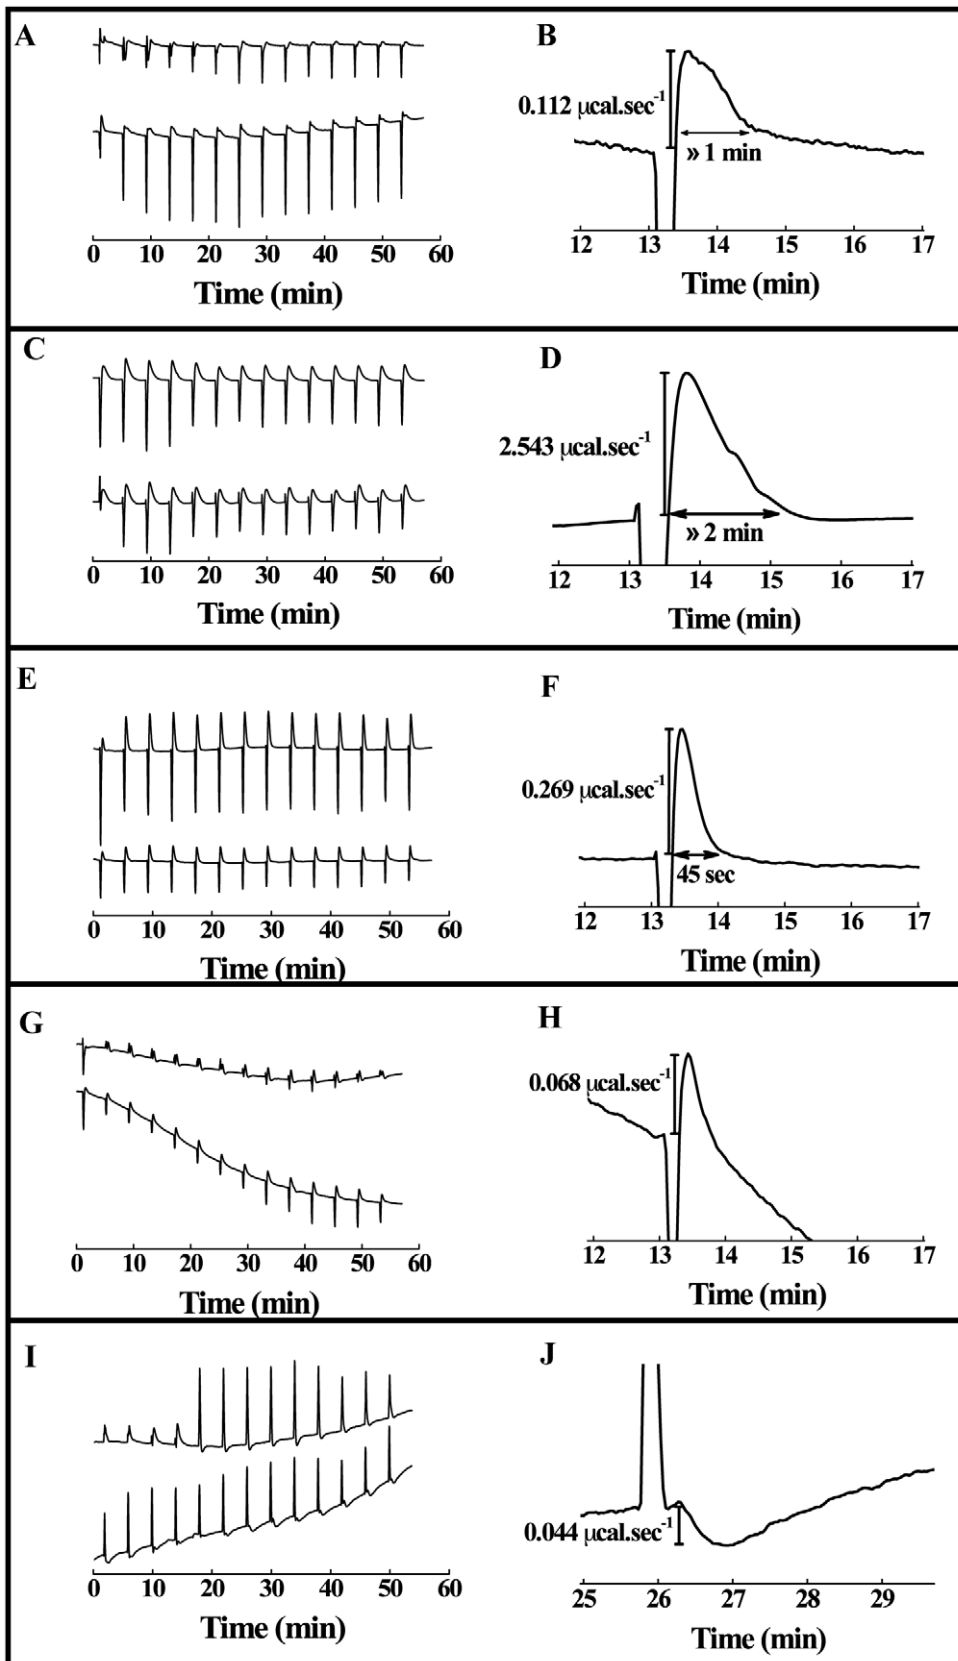 A
B
0.112 μcal.sec⁻¹
» 1 min
0 10 20 30 40 50 60
12 13 14 15 16 17
Time (min)
Time (min)
C
D
2.543 μcal.sec⁻¹
» 2 min
0 10 20 30 40 50 60
12 13 14 15 16 17
Time (min)
Time (min)
E
F
0.269 μcal.sec⁻¹
45 sec
0 10 20 30 40 50 60
12 13 14 15 16 17
Time (min)
Time (min)
G
H
0.068 μcal.sec⁻¹
0 10 20 30 40 50 60
12 13 14 15 16 17
Time (min)
Time (min)
I
J
0.044 μcal.sec⁻¹
0 10 20 30 40 50 60
25 26 27 28 29
Time (min)
Time (min)